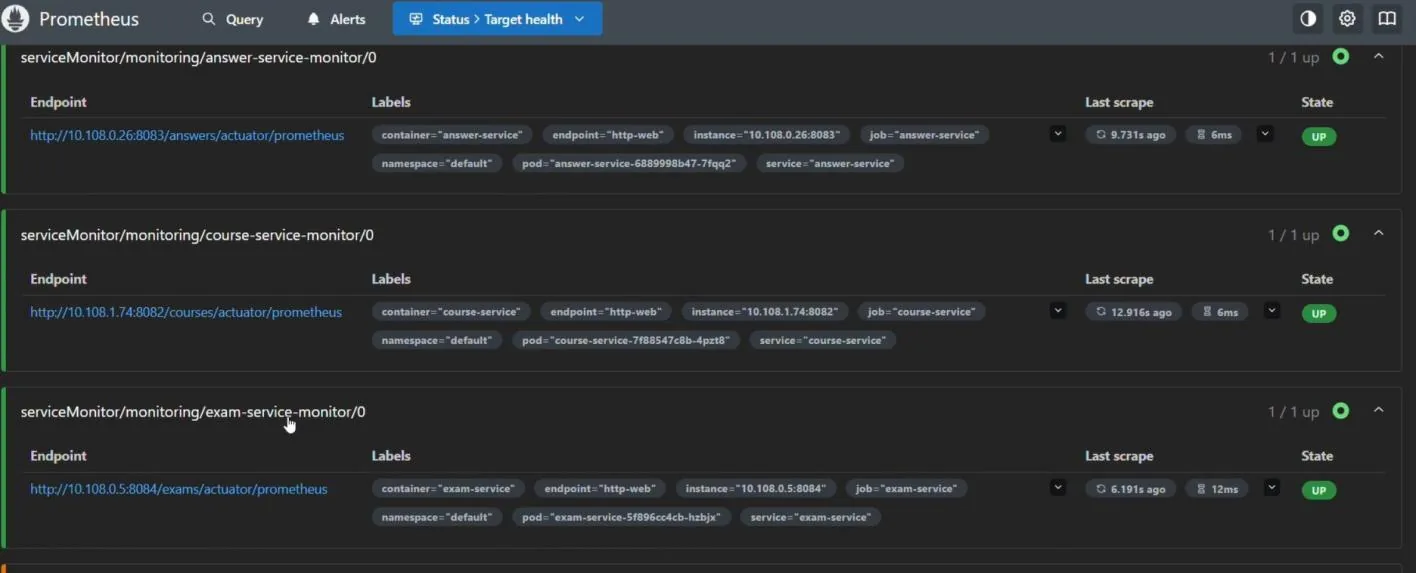 Prometheus Query Alerts Status > Target health
serviceMonitor/monitoring/answer-service-monitor/0 1 / 1 up
Endpoint Labels Last scrape State
http://10.108.0.26:8083/answers/actuator/prometheus container="answer-service" endpoint="http-web" instance="10.108.0.26:8083" job="answer-service" 9.731s ago 6ms UP
namespace="default" pod="answer-service-6889998b47-7fqq2" service="answer-service"
serviceMonitor/monitoring/course-service-monitor/0 1 / 1 up
Endpoint Labels Last scrape State
http://10.108.1.74:8082/courses/actuator/prometheus container="course-service" endpoint="http-web" instance="10.108.1.74:8082" job="course-service" 12.916s ago 6ms UP
namespace="default" pod="course-service-7f88547c8b-4pzt8" service="course-service"
serviceMonitor/monitoring/exam-service-monitor/0 1 / 1 up
Endpoint Labels Last scrape State
http://10.108.0.5:8084/exams/actuator/prometheus container="exam-service" endpoint="http-web" instance="10.108.0.5:8084" job="exam-service" 6.191s ago 12ms UP
namespace="default" pod="exam-service-5f896cc4cb-hzbjx" service="exam-service"